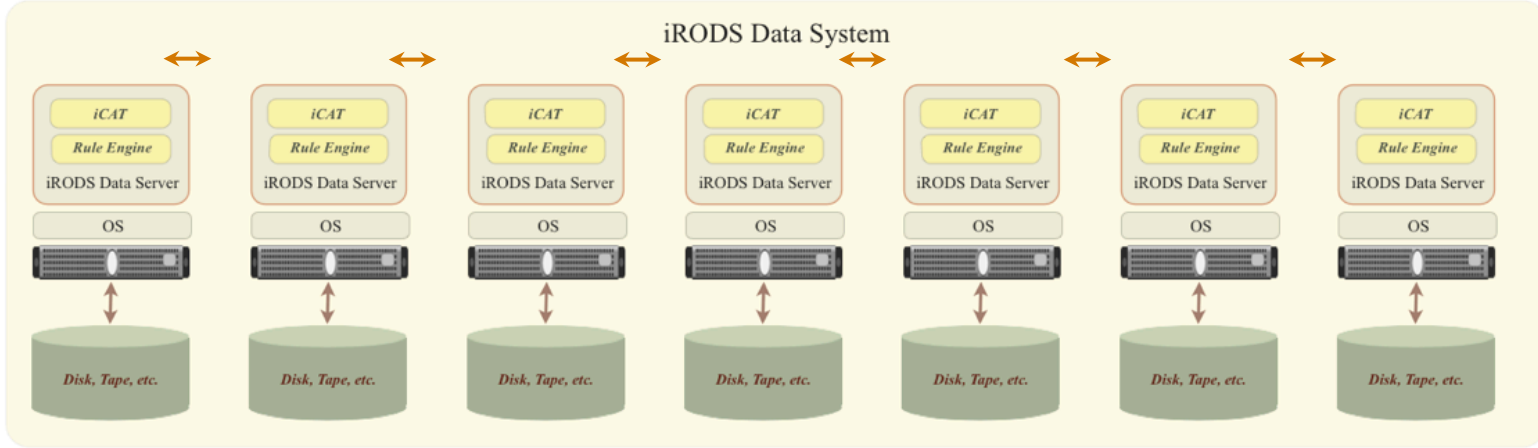 iRODS Data System
iCAT iCAT iCAT iCAT iCAT iCAT iCAT
Rule Engine Rule Engine Rule Engine Rule Engine Rule Engine Rule Engine Rule Engine
iRODS Data Server iRODS Data Server iRODS Data Server iRODS Data Server iRODS Data Server iRODS Data Server iRODS Data Server
OS OS OS OS OS OS OS
Disk, Tape, etc. Disk, Tape, etc. Disk, Tape, etc. Disk, Tape, etc. Disk, Tape, etc. Disk, Tape, etc. Disk, Tape, etc.